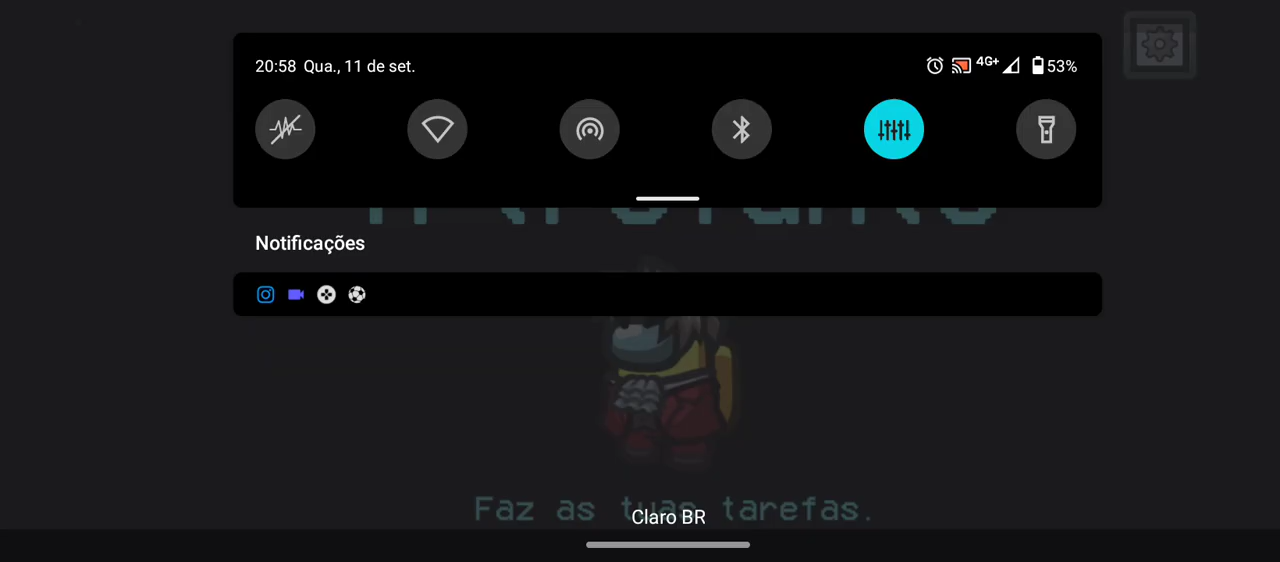 20:58 Qua., 11 de set.
4G+ 53%
Notificações
Faz as tuas tarefas.
Claro BR